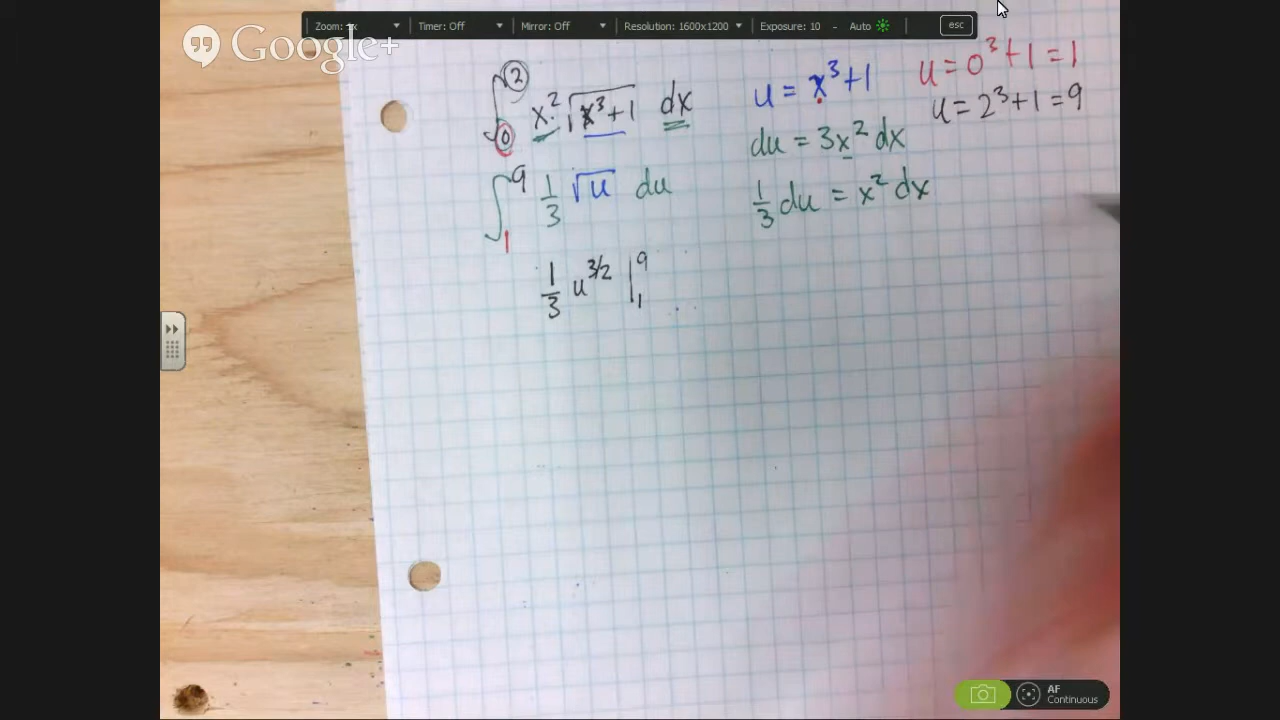 Zoom: 1x Timer: Off Mirror: Off Resolution: 1600x1200 Exposure: 10 - Auto esc
Google+
∫₀² x² √(x³+1) dx
u = x³+1
u = 0³+1 = 1
u = 2³+1 = 9
du = 3x² dx
∫₁⁹ 1/3 √u du
1/3 du = x² dx
1/3 u^(3/2) |₁⁹
AF
Continuous